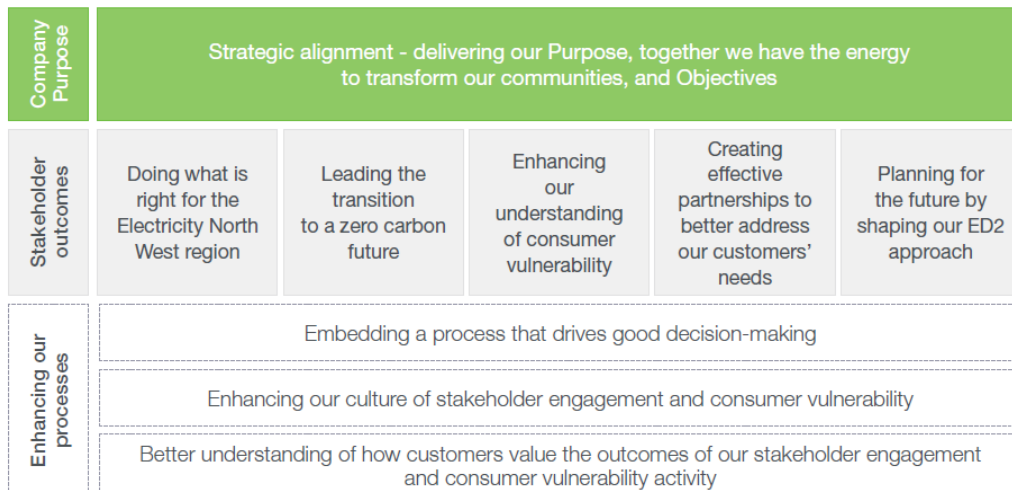 Company
Purpose
Strategic alignment - delivering our Purpose, together we have the energy
to transform our communities, and Objectives
Stakeholder
outcomes
Doing what is
right for the
Electricity North
West region
Leading the
transition
to a zero carbon
future
Enhancing
our
understanding
of consumer
vulnerability
Creating
effective
partnerships to
better address
our customers’
needs
Planning for
the future by
shaping our ED2
approach
Enhancing our
processes
Embedding a process that drives good decision-making
Enhancing our culture of stakeholder engagement and consumer vulnerability
Better understanding of how customers value the outcomes of our stakeholder engagement
and consumer vulnerability activity